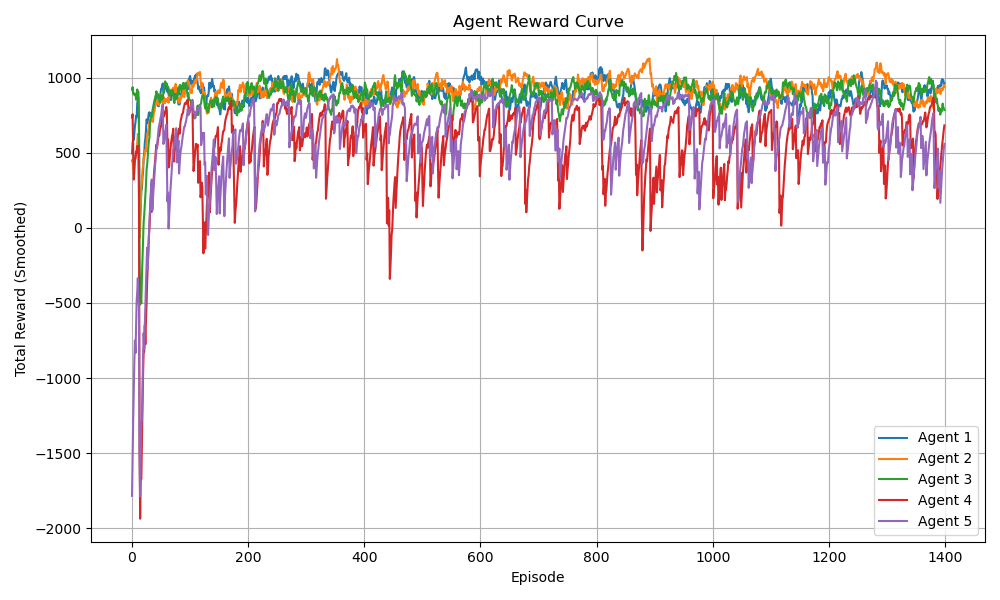 Agent Reward Curve
Total Reward (Smoothed)
1000
500
0
−500
−1000
−1500
−2000
0 200 400 600 800 1000 1200 1400
Episode
Agent 1
Agent 2
Agent 3
Agent 4
Agent 5